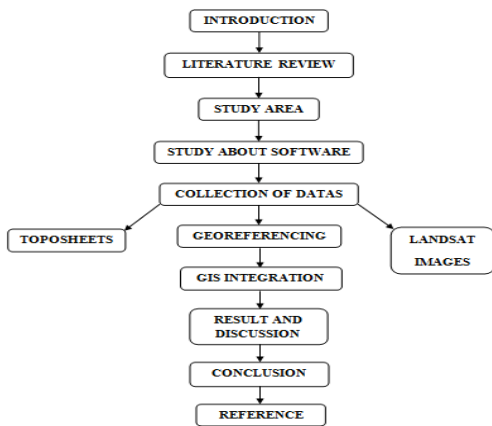 INTRODUCTION
LITERATURE REVIEW
STUDY AREA
STUDY ABOUT SOFTWARE
COLLECTION OF DATAS
TOPOSHEETS
GEOREFERENCING
LANDSAT
IMAGES
GIS INTEGRATION
RESULT AND
DISCUSSION
CONCLUSION
REFERENCE